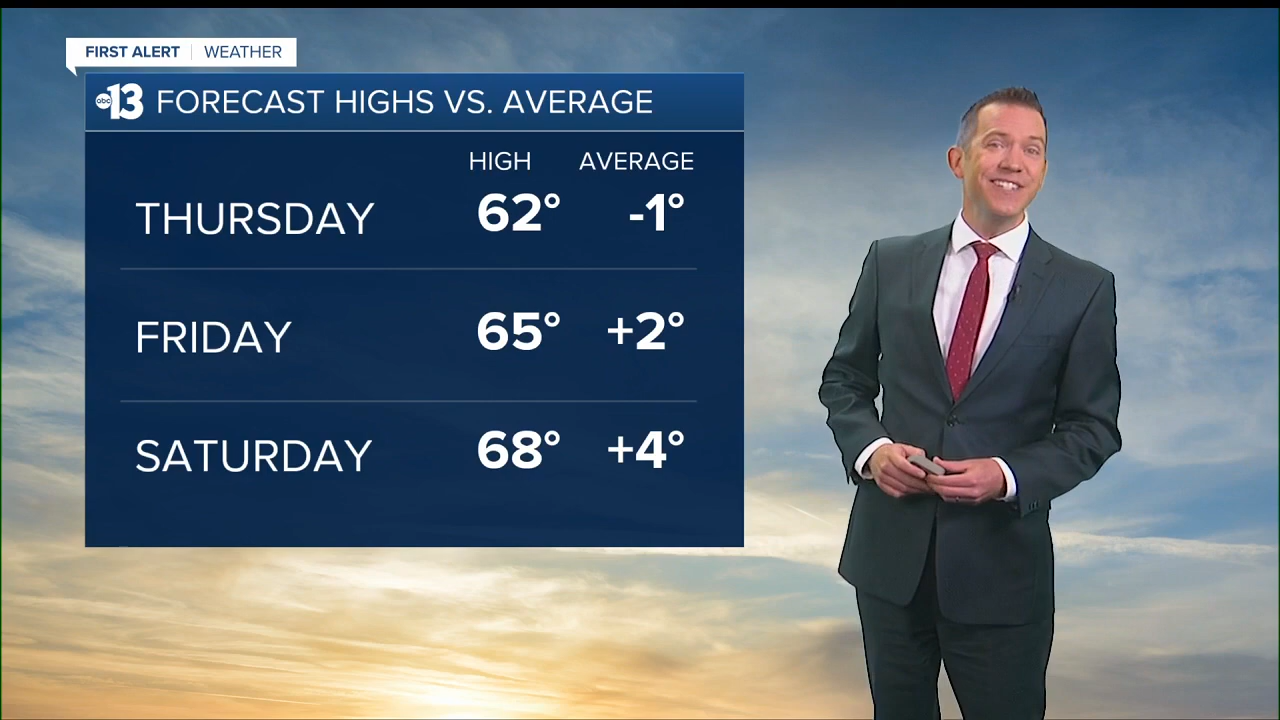 FIRST ALERT | WEATHER
abc 13 FORECAST HIGHS VS. AVERAGE
HIGH AVERAGE
THURSDAY 62° -1°
FRIDAY 65° +2°
SATURDAY 68° +4°